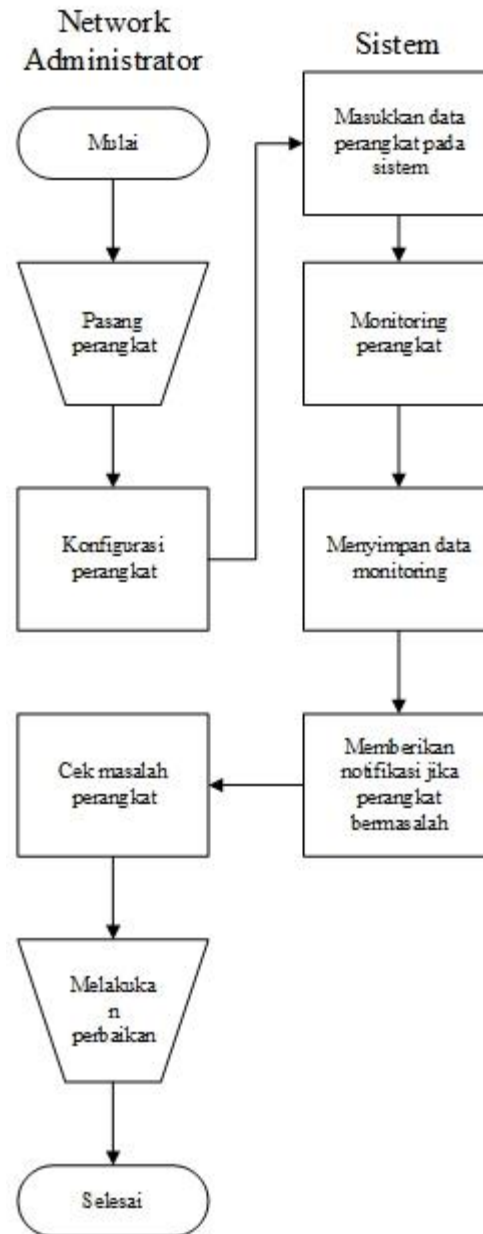 Network
Administrator
Sistem
Mulai
Pasang
perangkat
Konfigurasi
perangkat
Masukkan data
perangkat pada
sistem
Monitoring
perangkat
Menyimpan data
monitoring
Memberikan
notifikasi jika
perangkat
bermasalah
Cek masalah
perangkat
Melakuka
n
perbaikan
Selesai